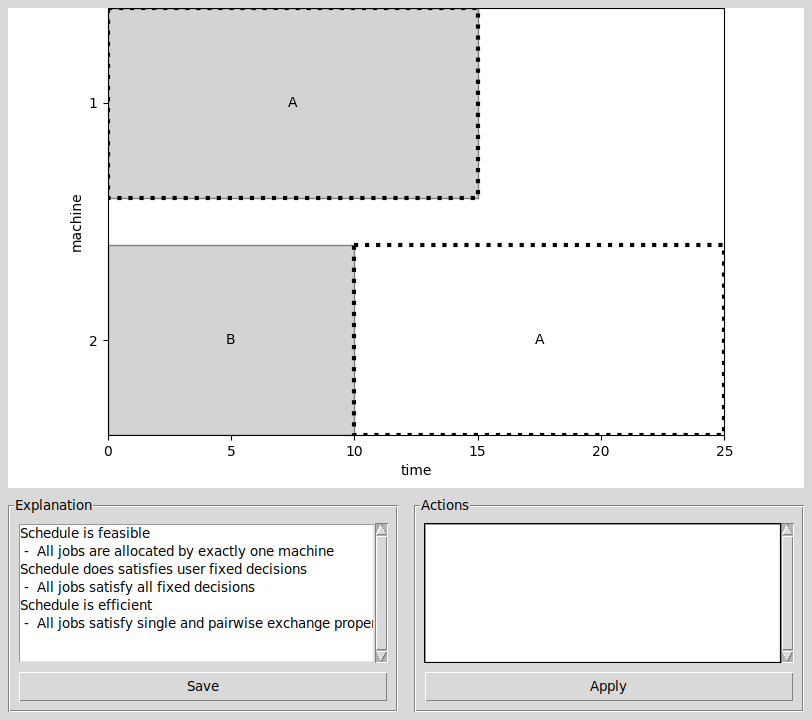 A
1
machine
B
A
2
0 5 10 15 20 25
time
Explanation
Schedule is feasible
- All jobs are allocated by exactly one machine
Schedule does satisfies user fixed decisions
- All jobs satisfy all fixed decisions
Schedule is efficient
- All jobs satisfy single and pairwise exchange
Save
Actions
Apply